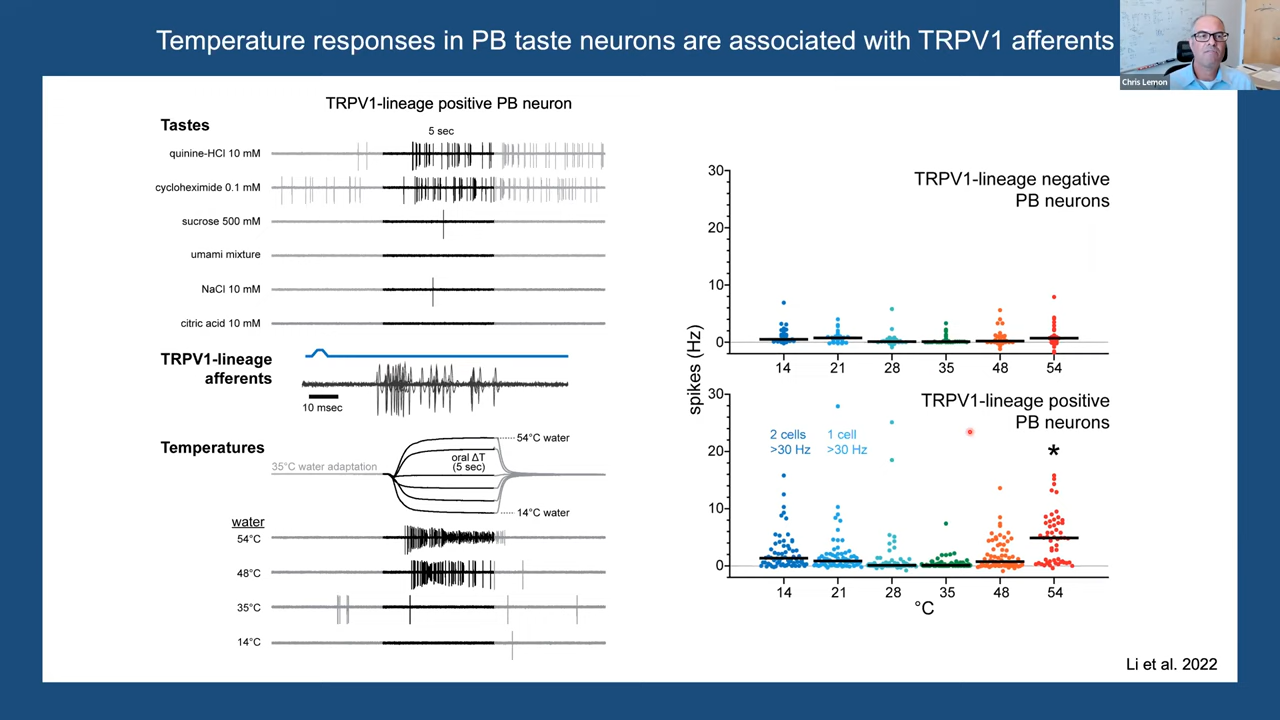 Temperature responses in PB taste neurons are associated with TRPV1 afferents
Chris Lemon
TRPV1-lineage positive PB neuron
Tastes
5 sec
quinine-HCl 10 mM
cycloheximide 0.1 mM
sucrose 500 mM
umami mixture
NaCl 10 mM
citric acid 10 mM
TRPV1-lineage
afferents
10 msec
Temperatures
54°C water
35°C water adaptation
oral ΔT
(5 sec)
14°C water
water
54°C
48°C
35°C
14°C
spikes (Hz)
30
20
10
0
TRPV1-lineage negative
PB neurons
14 21 28 35 48 54
30
20
10
0
TRPV1-lineage positive
PB neurons
2 cells
>30 Hz
1 cell
>30 Hz
*
14 21 28 35 48 54
°C
Li et al. 2022